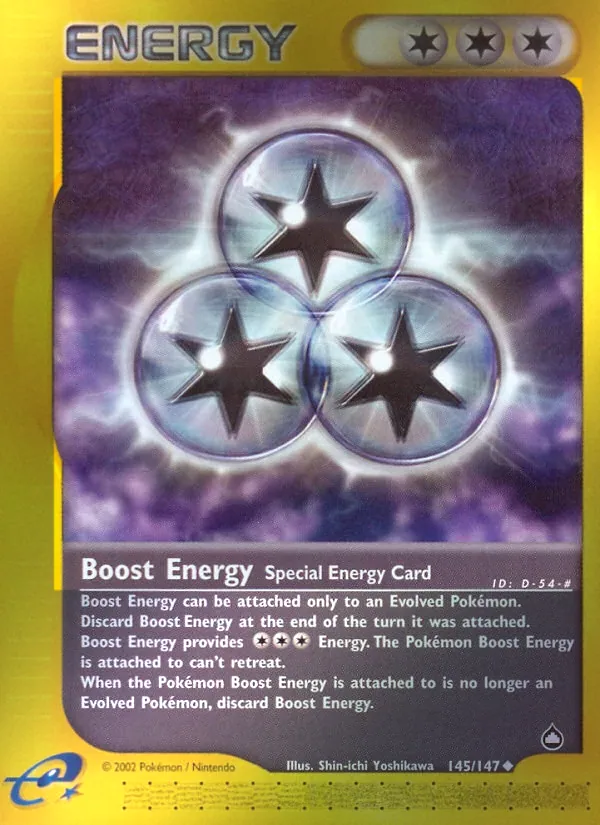 ENERGY
Boost Energy Special Energy Card
ID: D-54-#
Boost Energy can be attached only to an Evolved Pokémon.
Discard Boost Energy at the end of the turn it was attached.
Boost Energy provides Energy. The Pokémon Boost Energy
is attached to can't retreat.
When the Pokémon Boost Energy is attached to is no longer an
Evolved Pokémon, discard Boost Energy.
© 2002 Pokémon / Nintendo Illus. Shin-ichi Yoshikawa 145/147
e